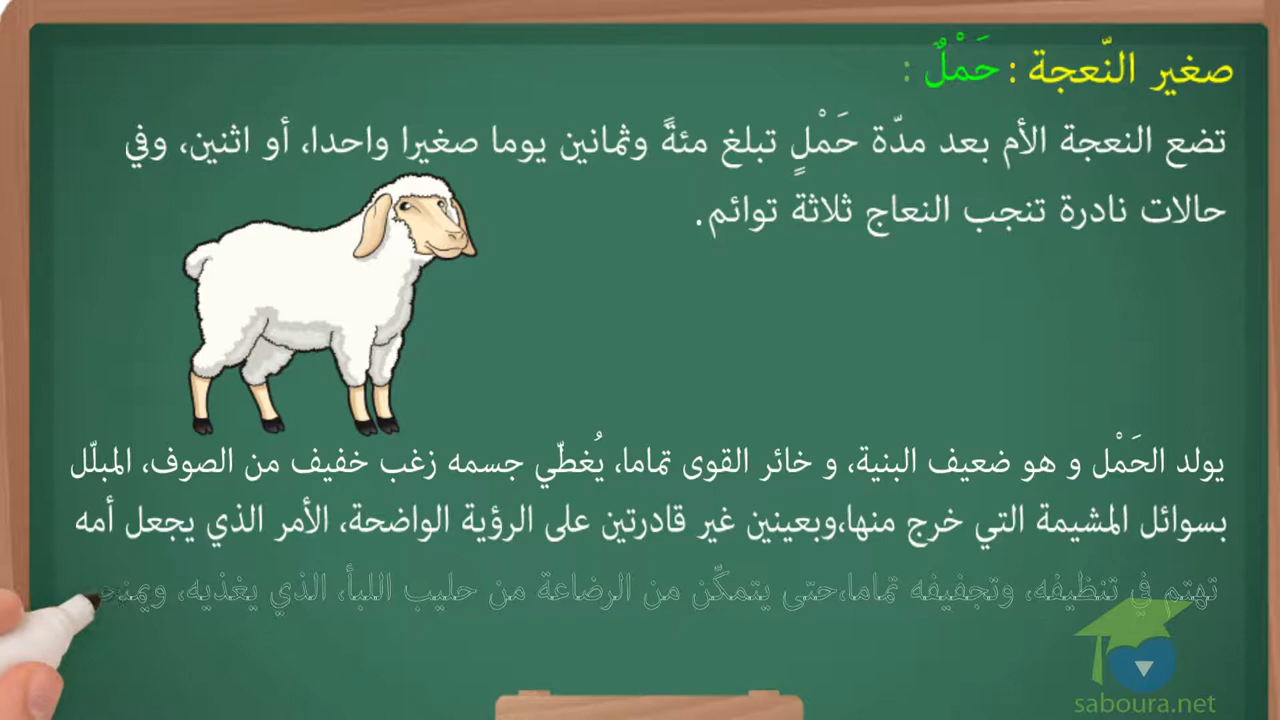 صغير النّعجة : حَمْلٌ :
تضع النعجة الأم بعد مدّة حَمْلٍ تبلغ مئةً وثمانين يوما صغيرا واحدا، أو اثنين، وفي
حالات نادرة تنجب النعاج ثلاثة توائم.
يولد الحَمْل و هو ضعيف البنية، و خائر القوى تماما، يُغطّي جسمه زغب خفيف من الصوف، المبلّل
بسوائل المشيمة التي خرج منها،وبعينين غير قادرتين على الرؤية الواضحة، الأمر الذي يجعل أمه
تهتم في تنظيفه، وتجفيفه تماما،حتى يتمكّن من الرضاعة من حليب اللبأ، الذي يغذيه،
saboura.net